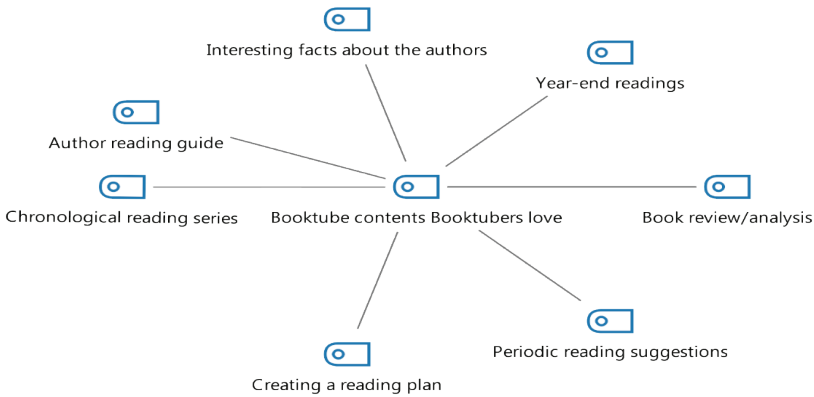 Interesting facts about the authors
Year-end readings
Author reading guide
Chronological reading series
Booktube contents Booktubers love
Book review/analysis
Periodic reading suggestions
Creating a reading plan